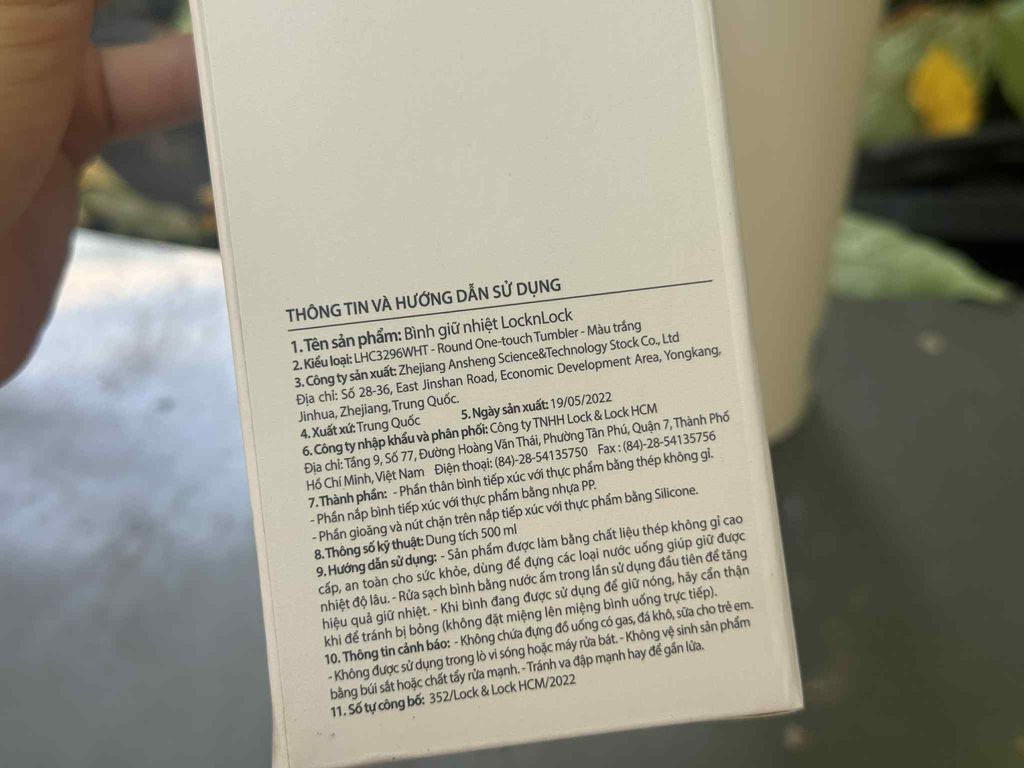 THÔNG TIN VÀ HƯỚNG DẪN SỬ DỤNG
1. Tên sản phẩm: Bình giữ nhiệt LocknLock
2. Kiểu loại: LHC3296WHT - Round One-touch Tumbler - Màu trắng
3. Công ty sản xuất: Zhejiang Ansheng Science&Technology Stock Co., Ltd
Địa chỉ: Số 28-36, East Jinshan Road, Economic Development Area, Yongkang,
Jinhua, Zhejiang, Trung Quốc.
4. Xuất xứ: Trung Quốc 5. Ngày sản xuất: 19/05/2022
6. Công ty nhập khẩu và phân phối: Công ty TNHH Lock & Lock HCM
Địa chỉ: Tầng 9, Số 77, Đường Hoàng Văn Thái, Phường Tân Phú, Quận 7, Thành Phố
Hồ Chí Minh, Việt Nam Điện thoại: (84)-28-54135750 Fax : (84)-28-54135756
7. Thành phần: - Phần thân bình tiếp xúc với thực phẩm bằng thép không gỉ.
- Phần nắp bình tiếp xúc với thực phẩm bằng nhựa PP.
- Phần gioăng và nút chặn trên nắp tiếp xúc với thực phẩm bằng Silicone.
8. Thông số kỹ thuật: Dung tích 500 ml
9. Hướng dẫn sử dụng: - Sản phẩm được làm bằng chất liệu thép không gỉ cao
cấp, an toàn cho sức khỏe, dùng để đựng các loại nước uống giúp giữ được
nhiệt độ lâu. - Rửa sạch bình bằng nước ấm trong lần sử dụng đầu tiên để tăng
hiệu quả giữ nhiệt. - Khi bình đang được sử dụng để giữ nóng, hãy cẩn thận
khi để tránh bị bỏng (không đặt miệng lên miệng bình uống trực tiếp).
10. Thông tin cảnh báo: - Không chứa đựng đồ uống có gas, đá khô, sữa cho trẻ em.
- Không được sử dụng trong lò vi sóng hoặc máy rửa bát. - Không vệ sinh sản phẩm
bằng búi sắt hoặc chất tẩy rửa mạnh. - Tránh va đập mạnh hay để gần lửa.
11. Số tự công bố: 352/Lock & Lock HCM/2022